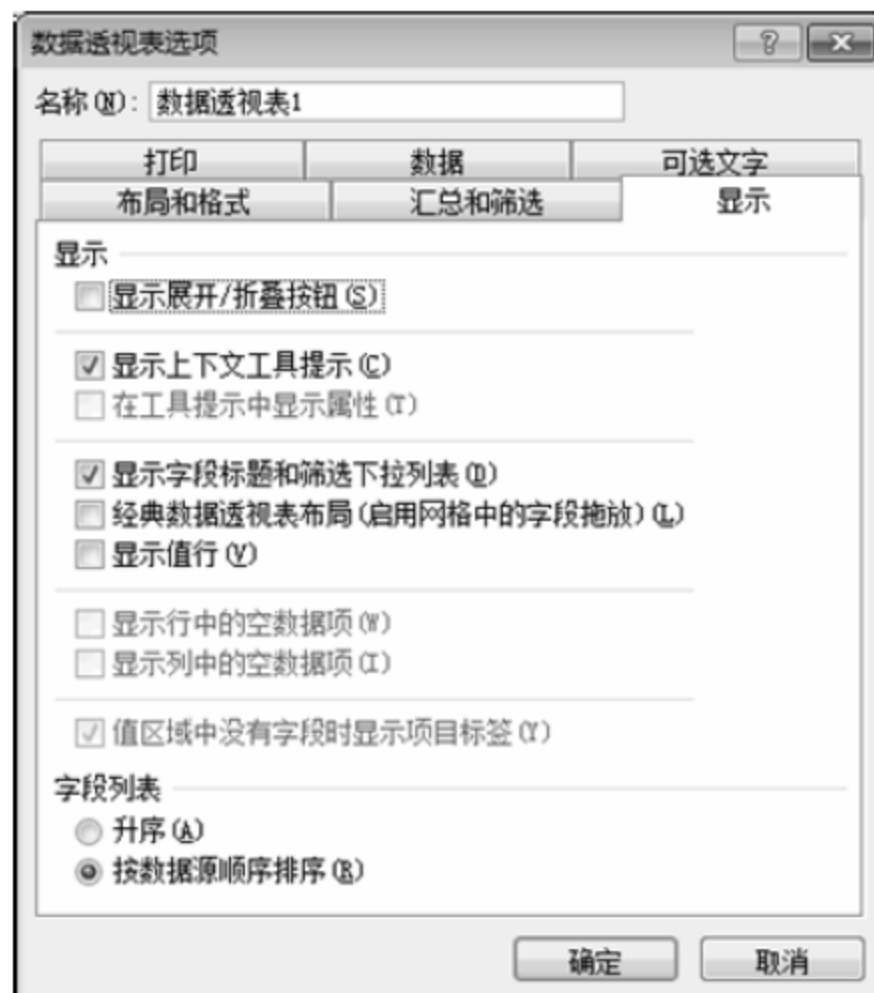 数据透视表选项
名称(N): 数据透视表1
打印 数据 可选文字
布局和格式 汇总和筛选 显示
显示
显示展开/折叠按钮(S)
显示上下文工具提示(C)
在工具提示中显示属性(T)
显示字段标题和筛选下拉列表(D)
经典数据透视表布局(启用网格中的字段拖放)(L)
显示值行(V)
显示行中的空数据项(W)
显示列中的空数据项(I)
值区域中没有字段时显示项目标签(Y)
字段列表
升序(A)
按数据源顺序排序(R)
确定 取消